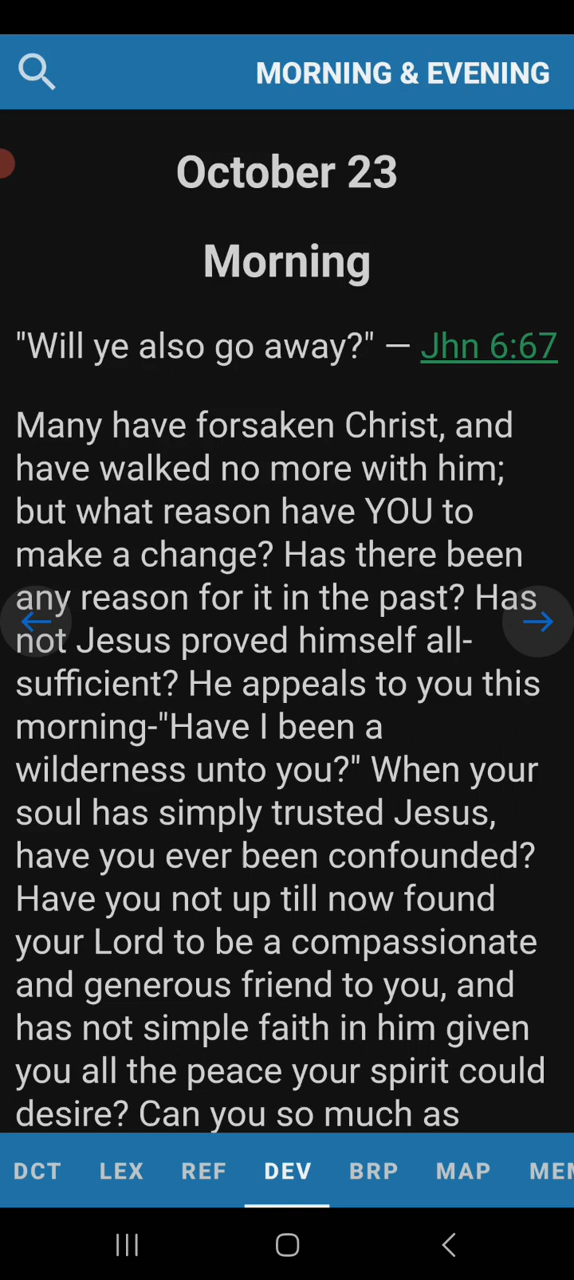 MORNING & EVENING
October 23
Morning
"Will ye also go away?" — Jhn 6:67
Many have forsaken Christ, and
have walked no more with him;
but what reason have YOU to
make a change? Has there been
any reason for it in the past? Has
not Jesus proved himself all-
sufficient? He appeals to you this
morning-"Have I been a
wilderness unto you?" When your
soul has simply trusted Jesus,
have you ever been confounded?
Have you not up till now found
your Lord to be a compassionate
and generous friend to you, and
has not simple faith in him given
you all the peace your spirit could
desire? Can you so much as
DCT LEX REF DEV BRP MAP MEM